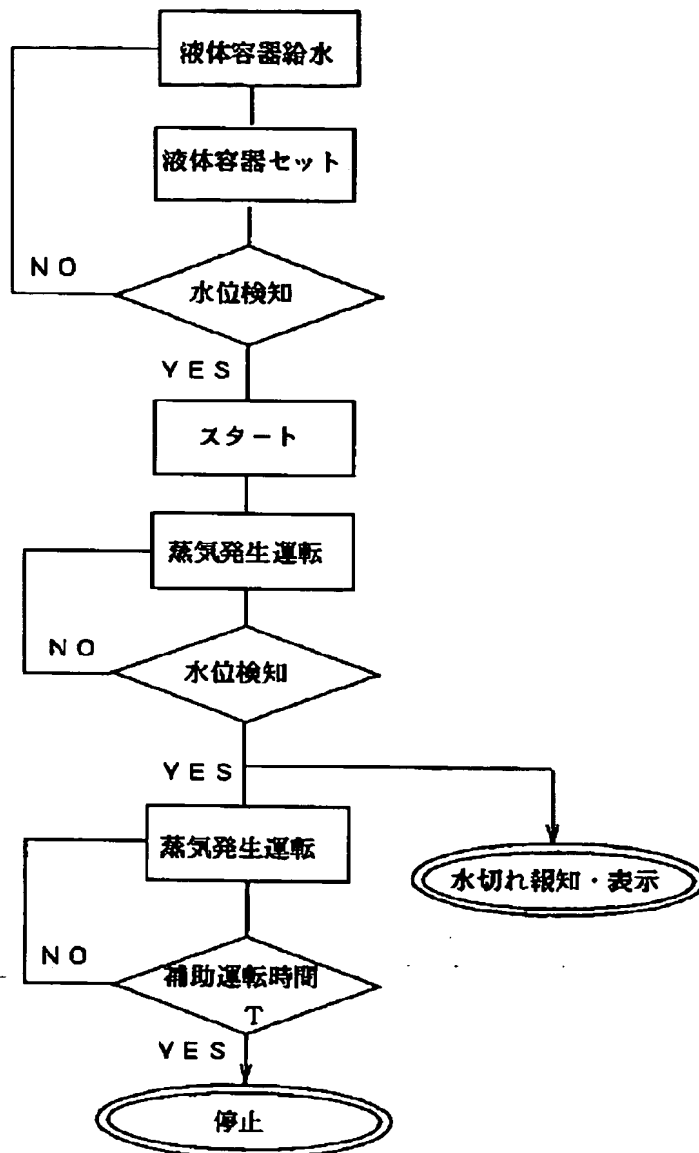 液体容器給水
液体容器セット
NO
水位検知
YES
スタート
蒸気発生運転
NO
水位検知
YES
蒸気発生運転
水切れ報知・表示
NO
補助運転時間
T
YES
停止